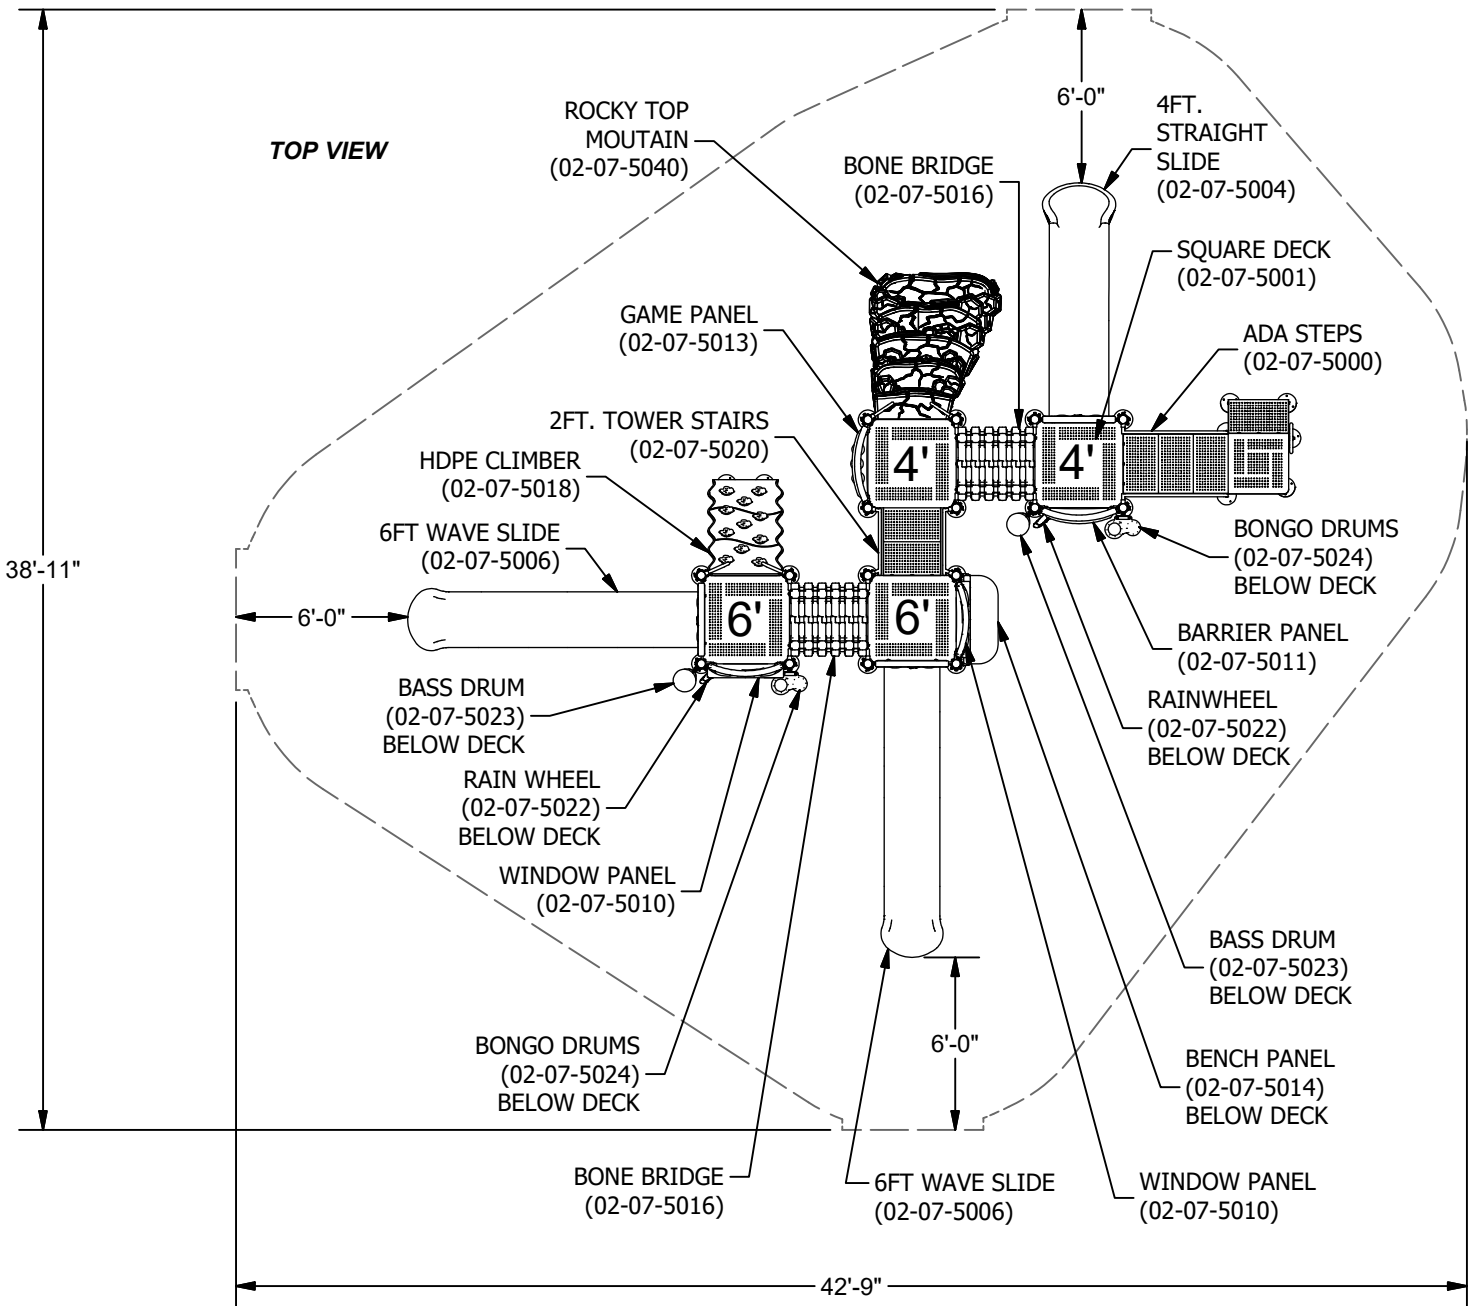 TOP VIEW
ROCKY TOP
MOUTAIN
(02-07-5040)
BONE BRIDGE
(02-07-5016)
6'-0"
4FT.
STRAIGHT
SLIDE
(02-07-5004)
SQUARE DECK
(02-07-5001)
GAME PANEL
(02-07-5013)
ADA STEPS
(02-07-5000)
2FT. TOWER STAIRS
(02-07-5020)
HDPE CLIMBER
(02-07-5018)
4'
4'
6FT WAVE SLIDE
(02-07-5006)
BONGO DRUMS
(02-07-5024)
BELOW DECK
38'-11"
6'-0"
6'
6'
BARRIER PANEL
(02-07-5011)
BASS DRUM
(02-07-5023)
BELOW DECK
RAINWHEEL
(02-07-5022)
BELOW DECK
RAIN WHEEL
(02-07-5022)
BELOW DECK
WINDOW PANEL
(02-07-5010)
BASS DRUM
(02-07-5023)
BELOW DECK
6'-0"
BONGO DRUMS
(02-07-5024)
BELOW DECK
BENCH PANEL
(02-07-5014)
BELOW DECK
BONE BRIDGE
(02-07-5016)
6FT WAVE SLIDE
(02-07-5006)
WINDOW PANEL
(02-07-5010)
42'-9"